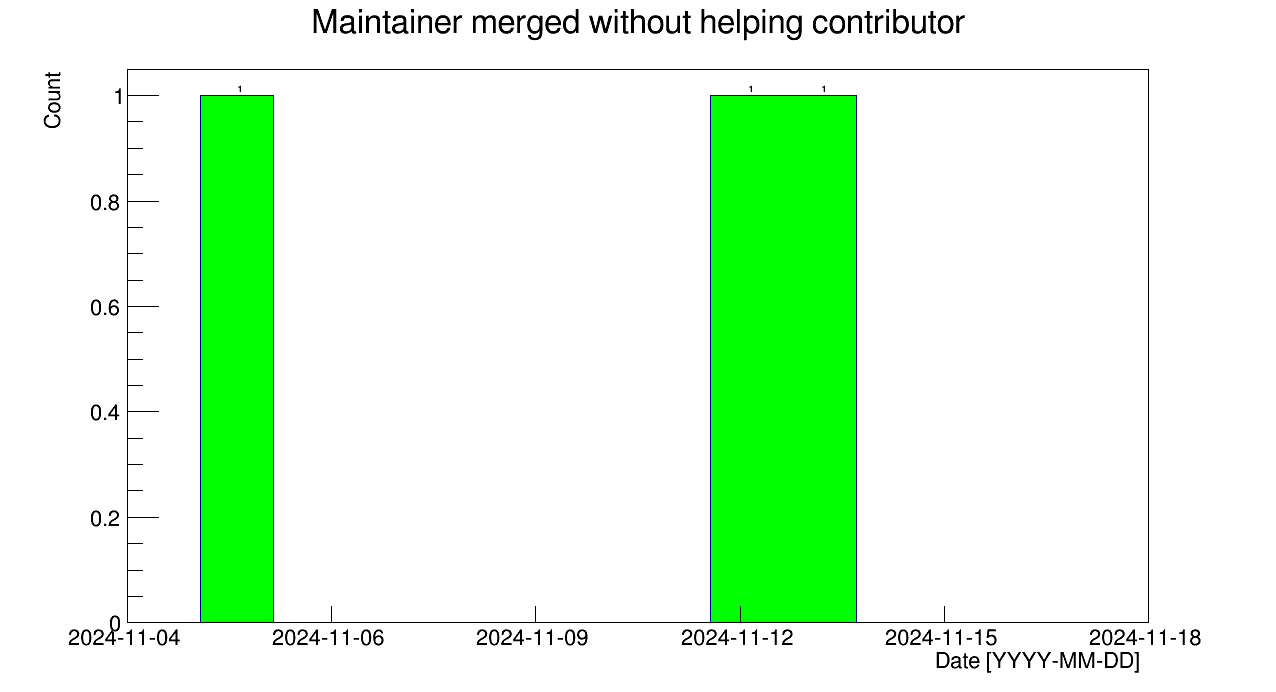 Maintainer merged without helping contributor
Count
1 1 1
1
0.8
0.6
0.4
0.2
0
2024-11-04 2024-11-06 2024-11-09 2024-11-12 2024-11-15 2024-11-18
Date [YYYY-MM-DD]